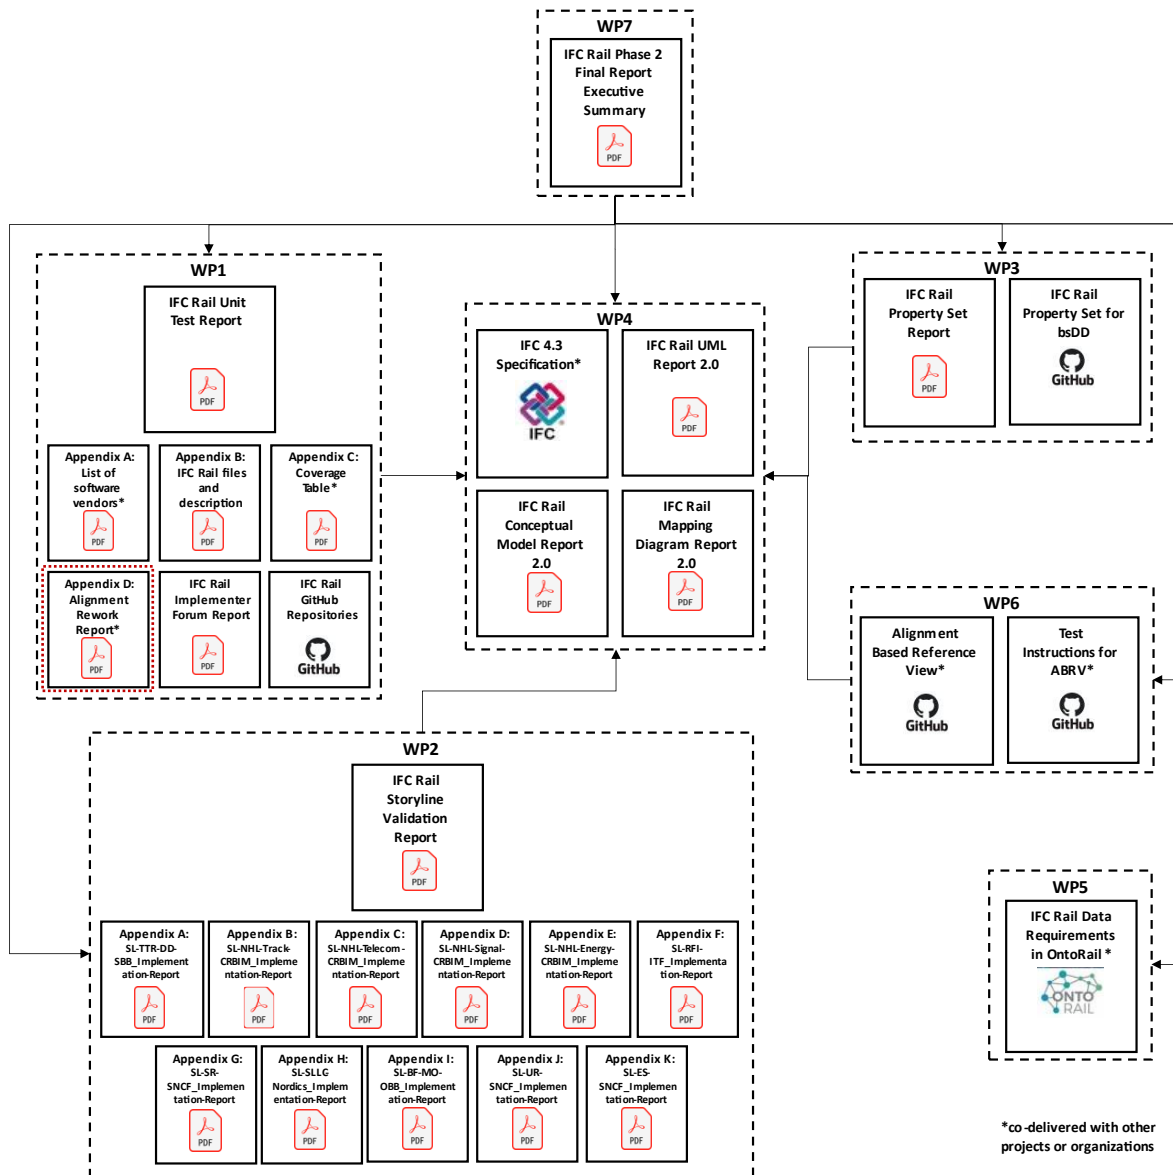 WP7
IFC Rail Phase 2
Final Report
Executive
Summary
PDF
WP1
IFC Rail Unit
Test Report
PDF
Appendix A:
List of
software
vendors*
PDF
Appendix B:
IFC Rail files
and
description
PDF
Appendix C:
Coverage
Table*
PDF
Appendix D:
Alignment
Rework
Report*
PDF
IFC Rail
Implementer
Forum Report
PDF
IFC Rail
GitHub
Repositories
GitHub
WP4
IFC 4.3
Specification*
IFC
IFC Rail UML
Report 2.0
PDF
IFC Rail
Conceptual
Model Report
2.0
PDF
IFC Rail
Mapping
Diagram Report
2.0
PDF
WP3
IFC Rail
Property Set
Report
PDF
IFC Rail
Property Set for
bsDD
GitHub
WP6
Alignment
Based Reference
View*
GitHub
Test
Instructions for
ABRV*
GitHub
WP2
IFC Rail
Storyline
Validation
Report
PDF
Appendix A:
SL-TTR-DD-
SBB_Implement
ation-Report
PDF
Appendix B:
SL-NHL-Track-
CRBIM_Impleme
ntation-Report
PDF
Appendix C:
SL-NHL-Telecom-
CRBIM_Impleme
ntation-Report
PDF
Appendix D:
SL-NHL-Signal-
CRBIM_Impleme
ntation-Report
PDF
Appendix E:
SL-NHL-Energy-
CRBIM_Impleme
ntation-Report
PDF
Appendix F:
SL-RFI-
ITF_Implementa
tion-Report
PDF
Appendix G:
SL-SR-
SNCF_Implemen
tation-Report
PDF
Appendix H:
SL-SLLG
Nordics_Implem
entation-Report
PDF
Appendix I:
SL-BF-MO-
OBB_Implement
ation-Report
PDF
Appendix J:
SL-UR-
SNCF_Implemen
tation-Report
PDF
Appendix K:
SL-ES-
SNCF_Implemen
tation-Report
PDF
WP5
IFC Rail Data
Requirements
in OntoRail *
ONTO
RAIL
*co-delivered with other
projects or organizations